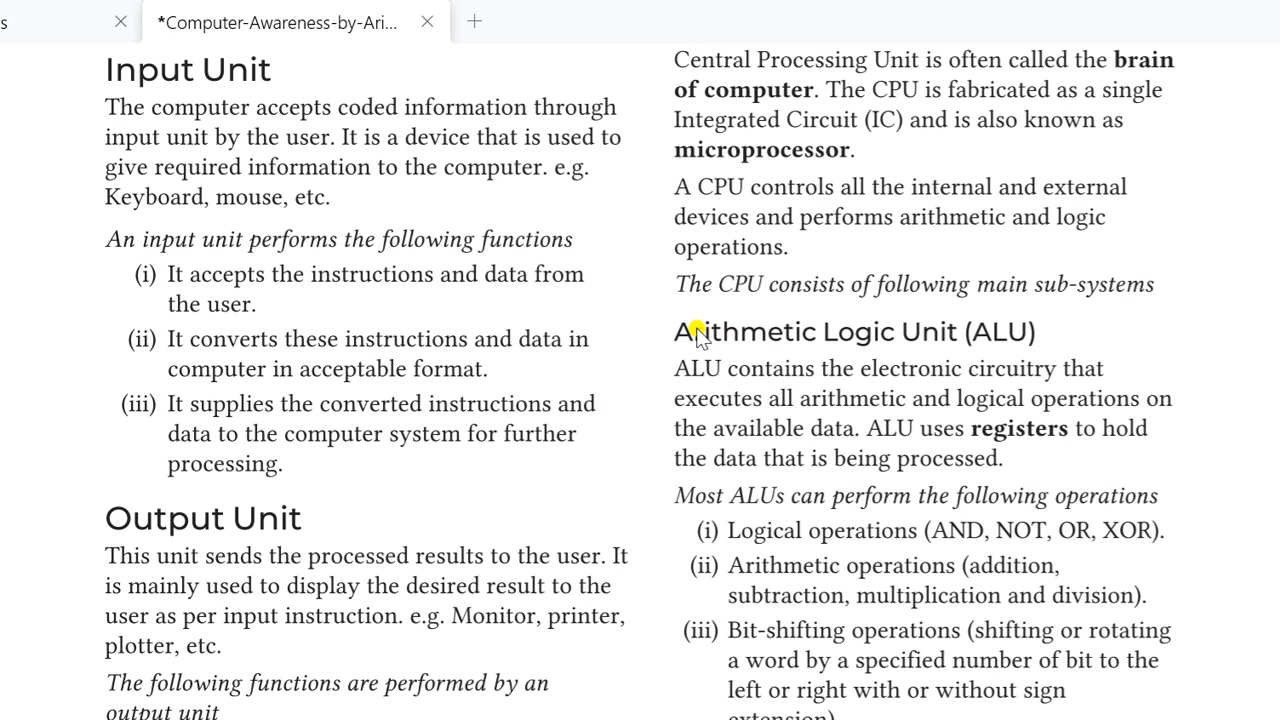 s
*Computer-Awareness-by-Ari...
Input Unit
The computer accepts coded information through
input unit by the user. It is a device that is used to
give required information to the computer. e.g.
Keyboard, mouse, etc.
An input unit performs the following functions
(i) It accepts the instructions and data from
the user.
(ii) It converts these instructions and data in
computer in acceptable format.
(iii) It supplies the converted instructions and
data to the computer system for further
processing.
Output Unit
This unit sends the processed results to the user. It
is mainly used to display the desired result to the
user as per input instruction. e.g. Monitor, printer,
plotter, etc.
The following functions are performed by an
output unit
Central Processing Unit is often called the brain
of computer. The CPU is fabricated as a single
Integrated Circuit (IC) and is also known as
microprocessor.
A CPU controls all the internal and external
devices and performs arithmetic and logic
operations.
The CPU consists of following main sub-systems
Arithmetic Logic Unit (ALU)
ALU contains the electronic circuitry that
executes all arithmetic and logical operations on
the available data. ALU uses registers to hold
the data that is being processed.
Most ALUs can perform the following operations
(i) Logical operations (AND, NOT, OR, XOR).
(ii) Arithmetic operations (addition,
subtraction, multiplication and division).
(iii) Bit-shifting operations (shifting or rotating
a word by a specified number of bit to the
left or right with or without sign
extension)